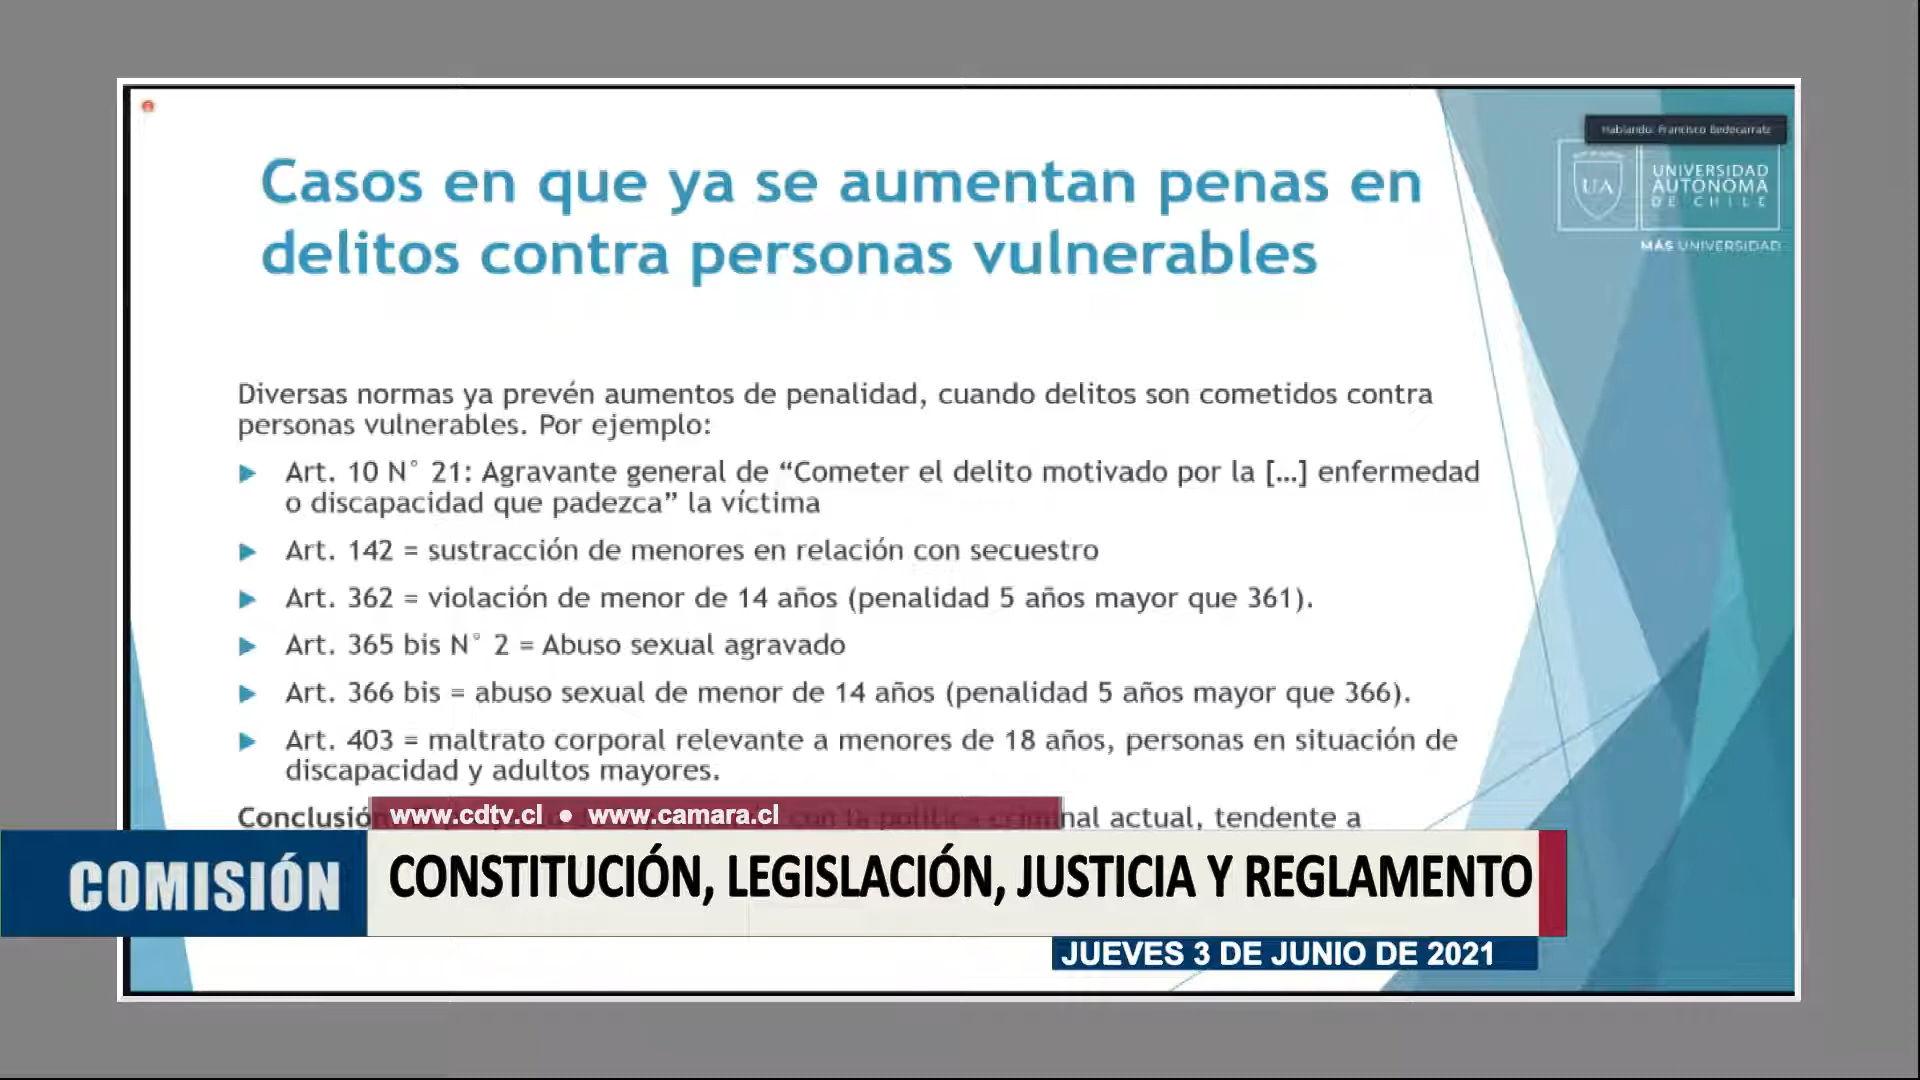 Hablando: Francisco Bedecarratz
UA
UNIVERSIDAD
AUTONOMA
DE CHILE
MÁS UNIVERSIDAD
Casos en que ya se aumentan penas en
delitos contra personas vulnerables
Diversas normas ya prevén aumentos de penalidad, cuando delitos son cometidos contra
personas vulnerables. Por ejemplo:
Art. 10 N° 21: Agravante general de “Cometer el delito motivado por la […] enfermedad
o discapacidad que padezca” la víctima
Art. 142 = sustracción de menores en relación con secuestro
Art. 362 = violación de menor de 14 años (penalidad 5 años mayor que 361).
Art. 365 bis N° 2 = Abuso sexual agravado
Art. 366 bis = abuso sexual de menor de 14 años (penalidad 5 años mayor que 366).
Art. 403 = maltrato corporal relevante a menores de 18 años, personas en situación de
discapacidad y adultos mayores.
Conclusión con la política criminal actual, tendente a
www.cdtv.cl ● www.camara.cl
COMISIÓN
CONSTITUCIÓN, LEGISLACIÓN, JUSTICIA Y REGLAMENTO
JUEVES 3 DE JUNIO DE 2021